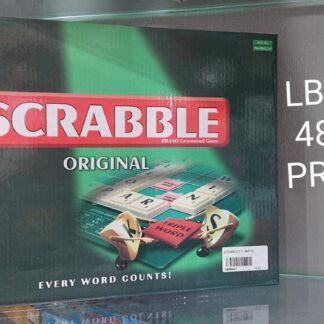 SCRABBLE
BRAND Crossword Game
ORIGINAL
TRIPLE
WORD
EVERY WORD COUNTS!
LB
48
PR